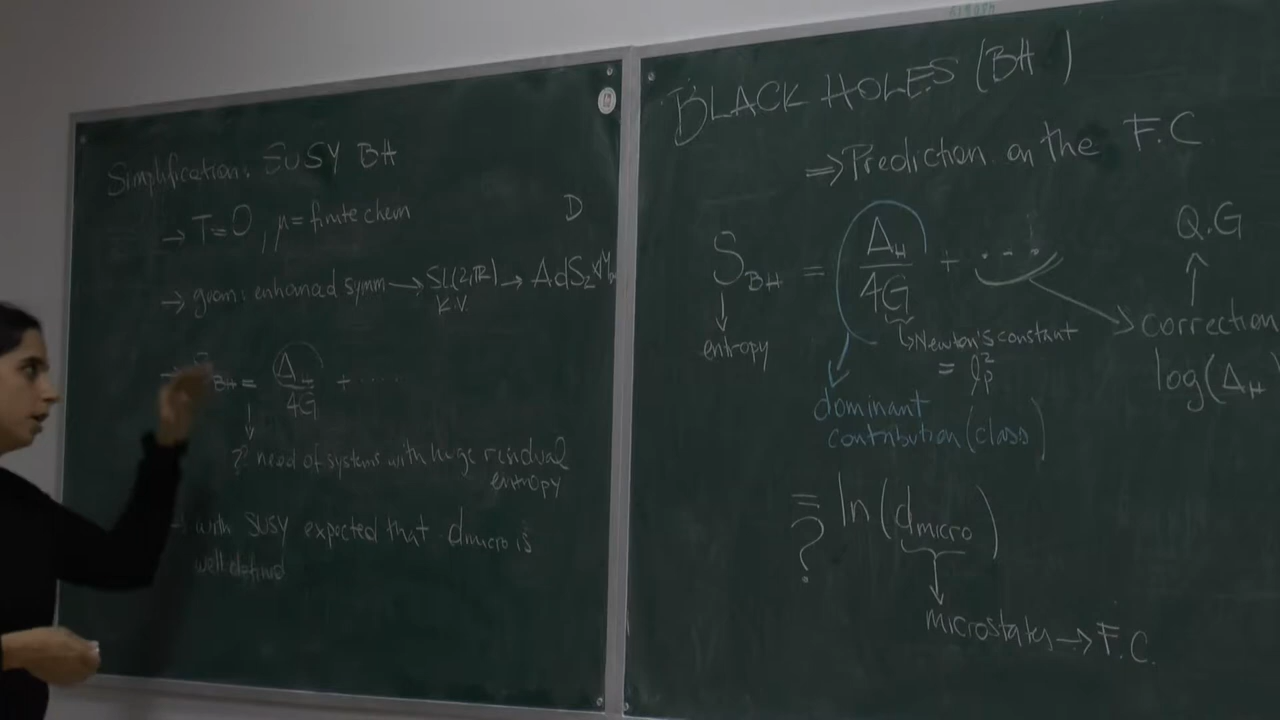 Simplification: SUSY BH
→ T=0, μ= finite chem
D
→ enhanced symm → SL(2,R) → AdS₂ x
K.V.
→ S_BH = A_H/4G + ....
? need of systems with huge residual
entropy
→ with SUSY expected that d_micro is
well defined
BLACK HOLES (BH)
⇒ Prediction on the F.C
S_BH = A_H/4G + ....
Q.G
↑
→ correction
log(A_H
↓
entropy
↳ Newton's constant
= l_p²
dominant
contribution (class)
=
? ln(d_micro)
↓
microstates → F.C.